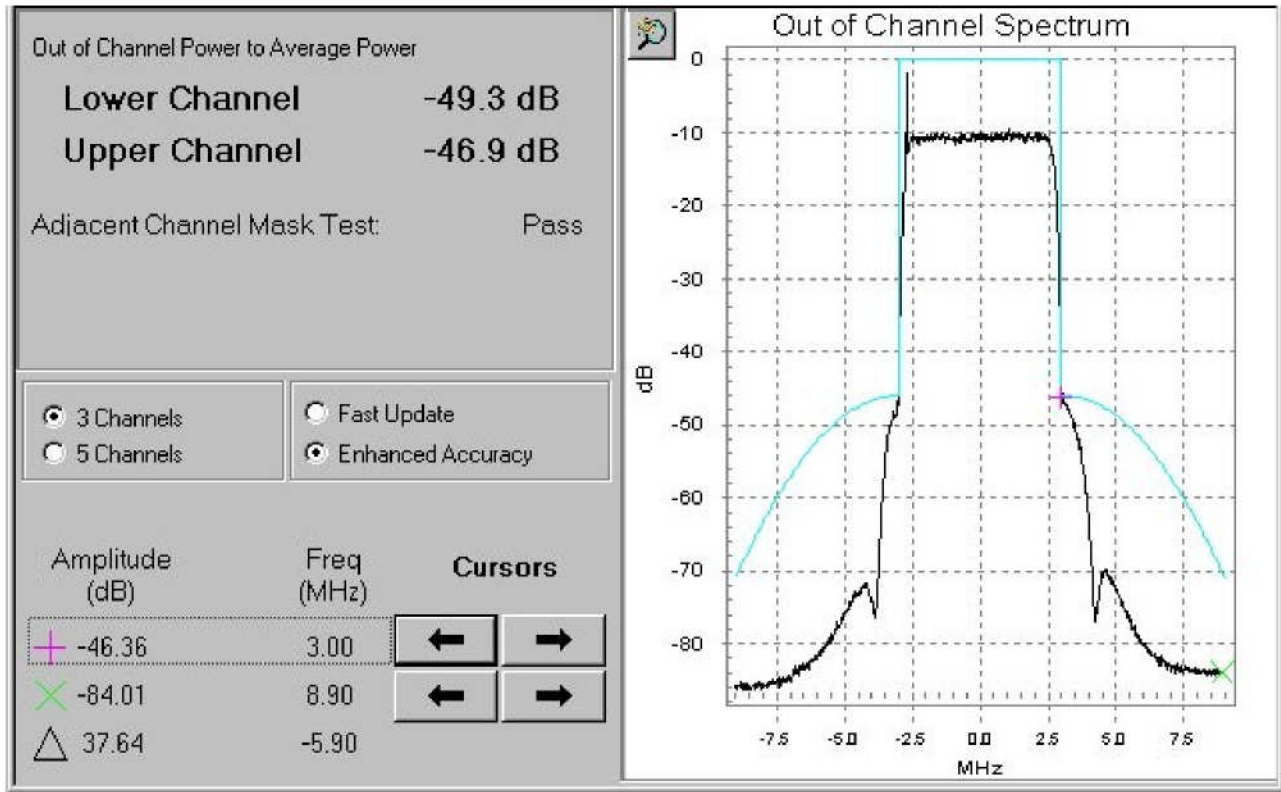 Out of Channel Power to Average Power
Lower Channel -49.3 dB
Upper Channel -46.9 dB
Adjacent Channel Mask Test: Pass
3 Channels
5 Channels
Fast Update
Enhanced Accuracy
Amplitude (dB)
Freq (MHz)
Cursors
-46.36 3.00
-84.01 8.90
37.64 -5.90
Out of Channel Spectrum
0
-10
-20
-30
-40
-50
-60
-70
-80
dB
-7.5 -5.0 -2.5 0.0 2.5 5.0 7.5
MHz